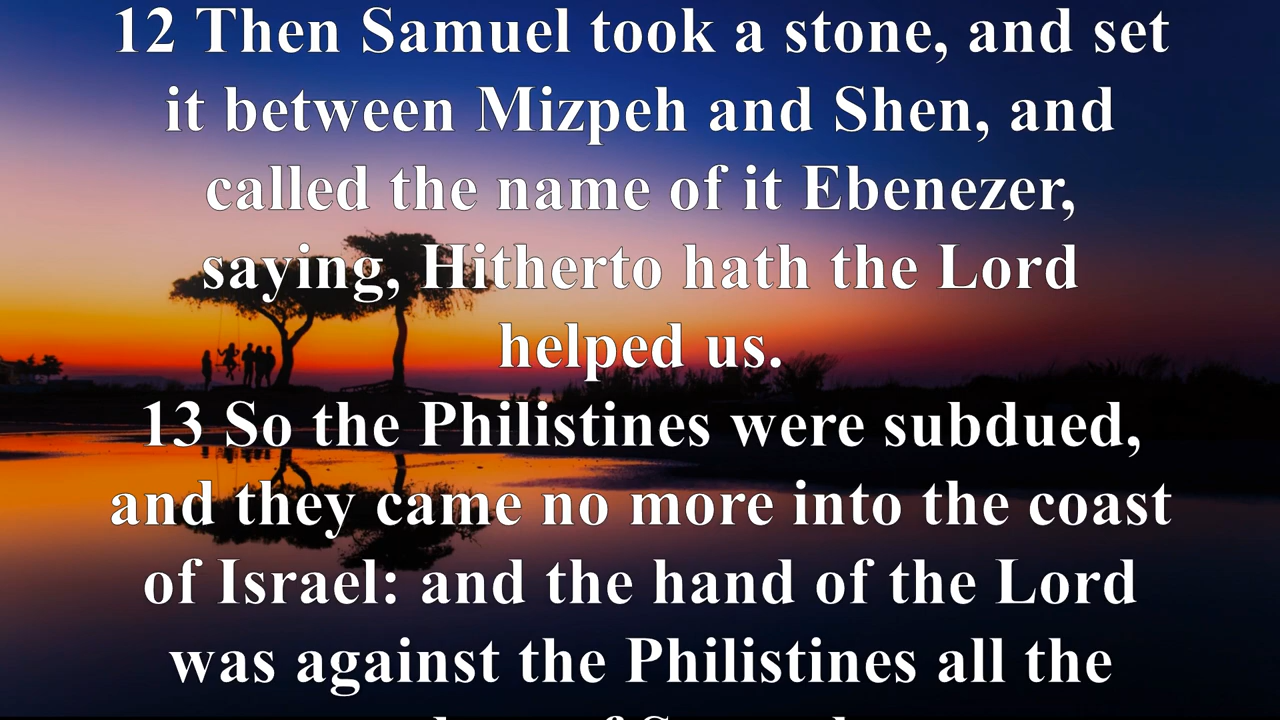 12 Then Samuel took a stone, and set
it between Mizpeh and Shen, and
called the name of it Ebenezer,
saying, Hitherto hath the Lord
helped us.
13 So the Philistines were subdued,
and they came no more into the coast
of Israel: and the hand of the Lord
was against the Philistines all the